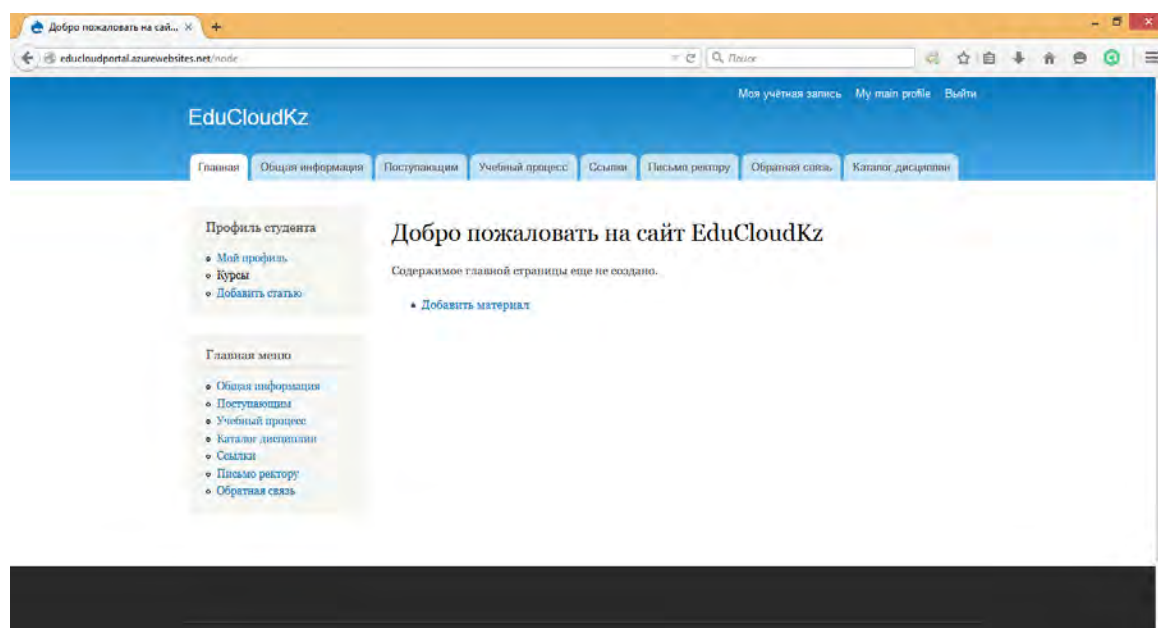 Добро пожаловать на сай...
educloudportal.azurewebsites.net/node
Поиск
Моя учётная запись My main profile Выйти
EduCloudKz
Главная Общая информация Поступающим Учебный процесс Ссылки Письмо ректору Обратная связь Каталог дисциплин
Профиль студента
Мой профиль
Курсы
Добавить статью
Добро пожаловать на сайт EduCloudKz
Содержимое главной страницы еще не создано.
Добавить материал
Главная меню
Общая информация
Поступающим
Учебный процесс
Каталог дисциплин
Ссылки
Письмо ректору
Обратная связь